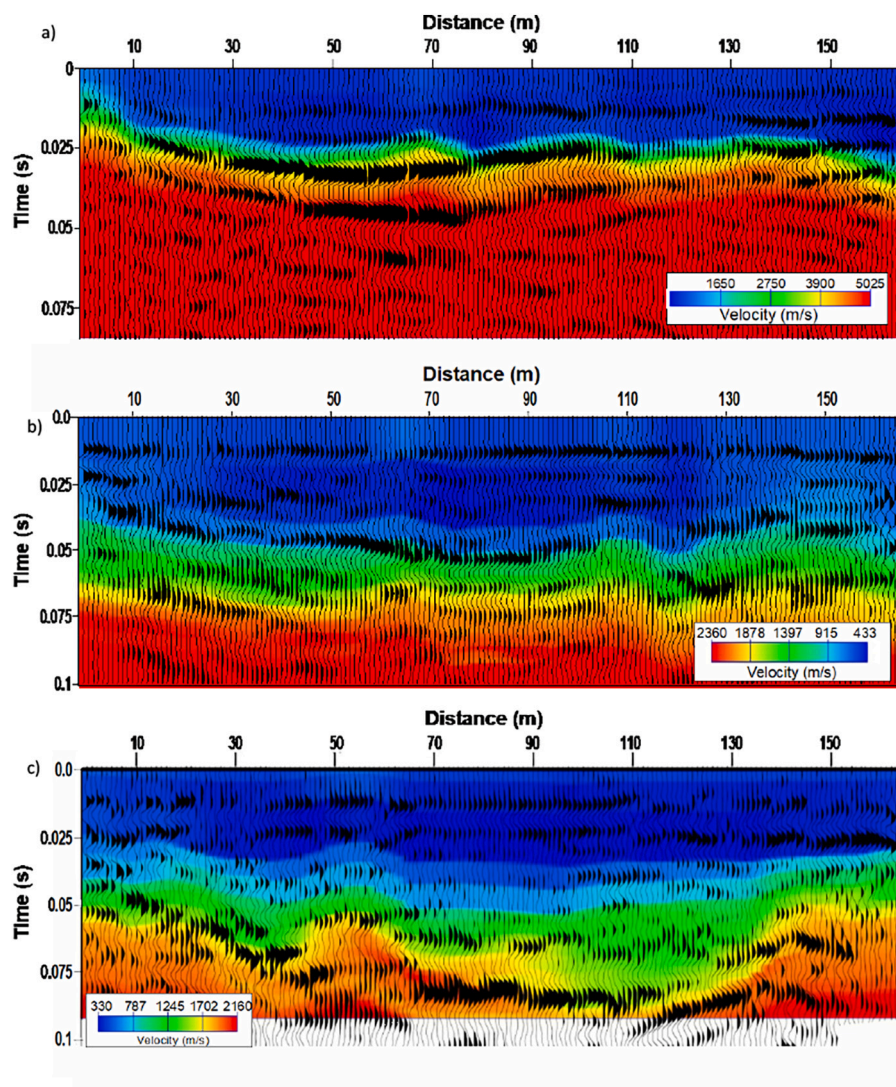 a)
Distance (m)
10 30 50 70 90 110 130 150
0
0.025
0.05
0.075
Time (s)
1650 2750 3900 5025
Velocity (m/s)
Distance (m)
b)
10 30 50 70 90 110 130 150
0.0
0.025
0.05
0.075
0.1
Time (s)
2360 1878 1397 915 433
Velocity (m/s)
Distance (m)
10 30 50 70 90 110 130 150
c)
0.0
0.025
0.05
0.075
0.1
Time (s)
330 787 1245 1702 2160
Velocity (m/s)